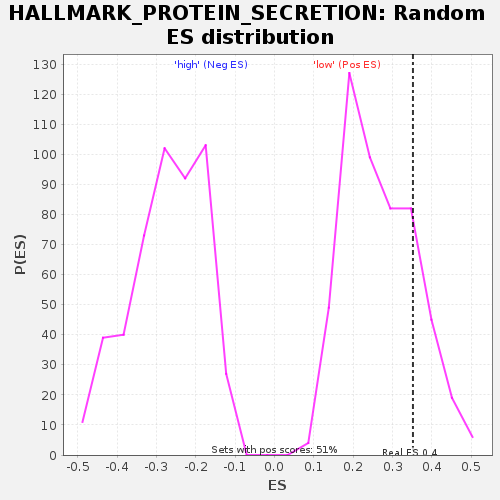 HALLMARK_PROTEIN_SECRETION: Random
ES distribution
'high' (Neg ES)
'low' (Pos ES)
P(ES)
130
120
110
100
90
80
70
60
50
40
30
20
10
0
Sets with pos scores: 51%
Real ES 0.4
-0.5 -0.4 -0.3 -0.2 -0.1 0.0 0.1 0.2 0.3 0.4 0.5
ES